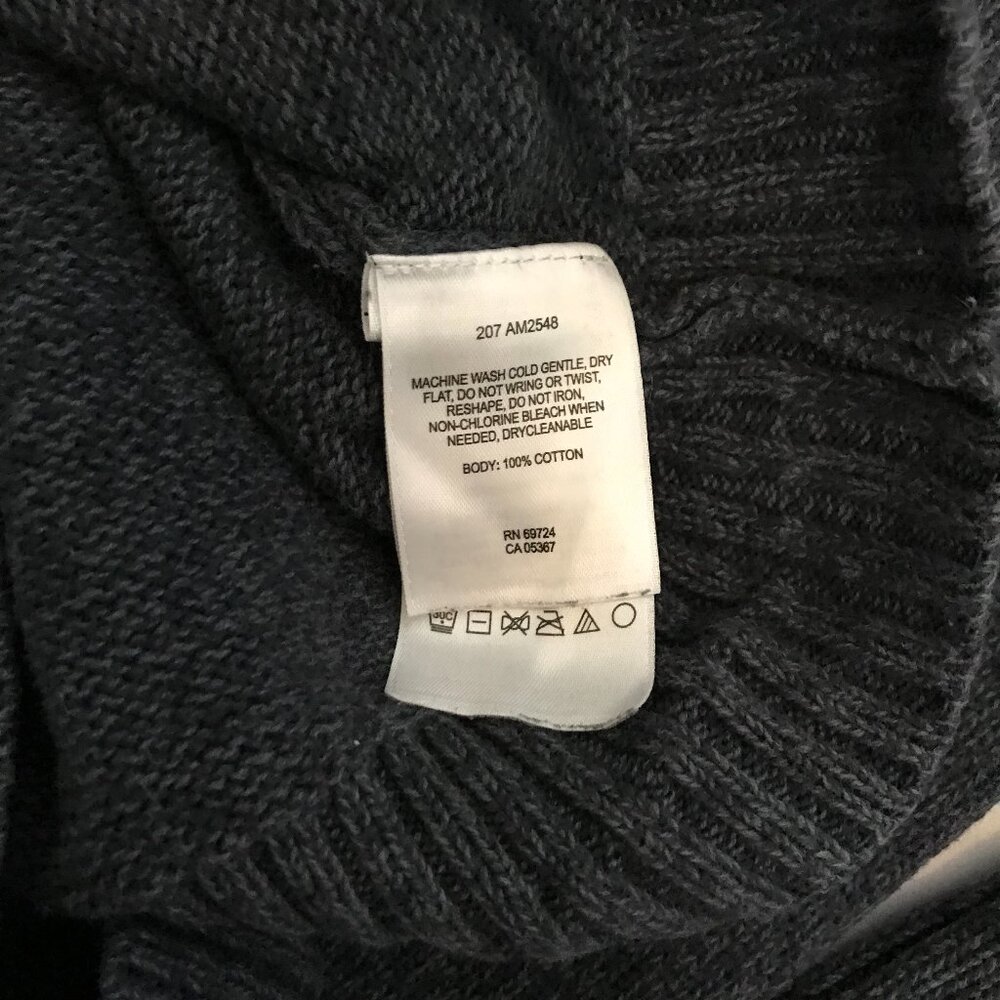 207 AM2548
MACHINE WASH COLD GENTLE, DRY
FLAT, DO NOT WRING OR TWIST,
RESHAPE, DO NOT IRON,
NON-CHLORINE BLEACH WHEN
NEEDED, DRYCLEANABLE
BODY: 100% COTTON
RN 69724
CA 05367
30C